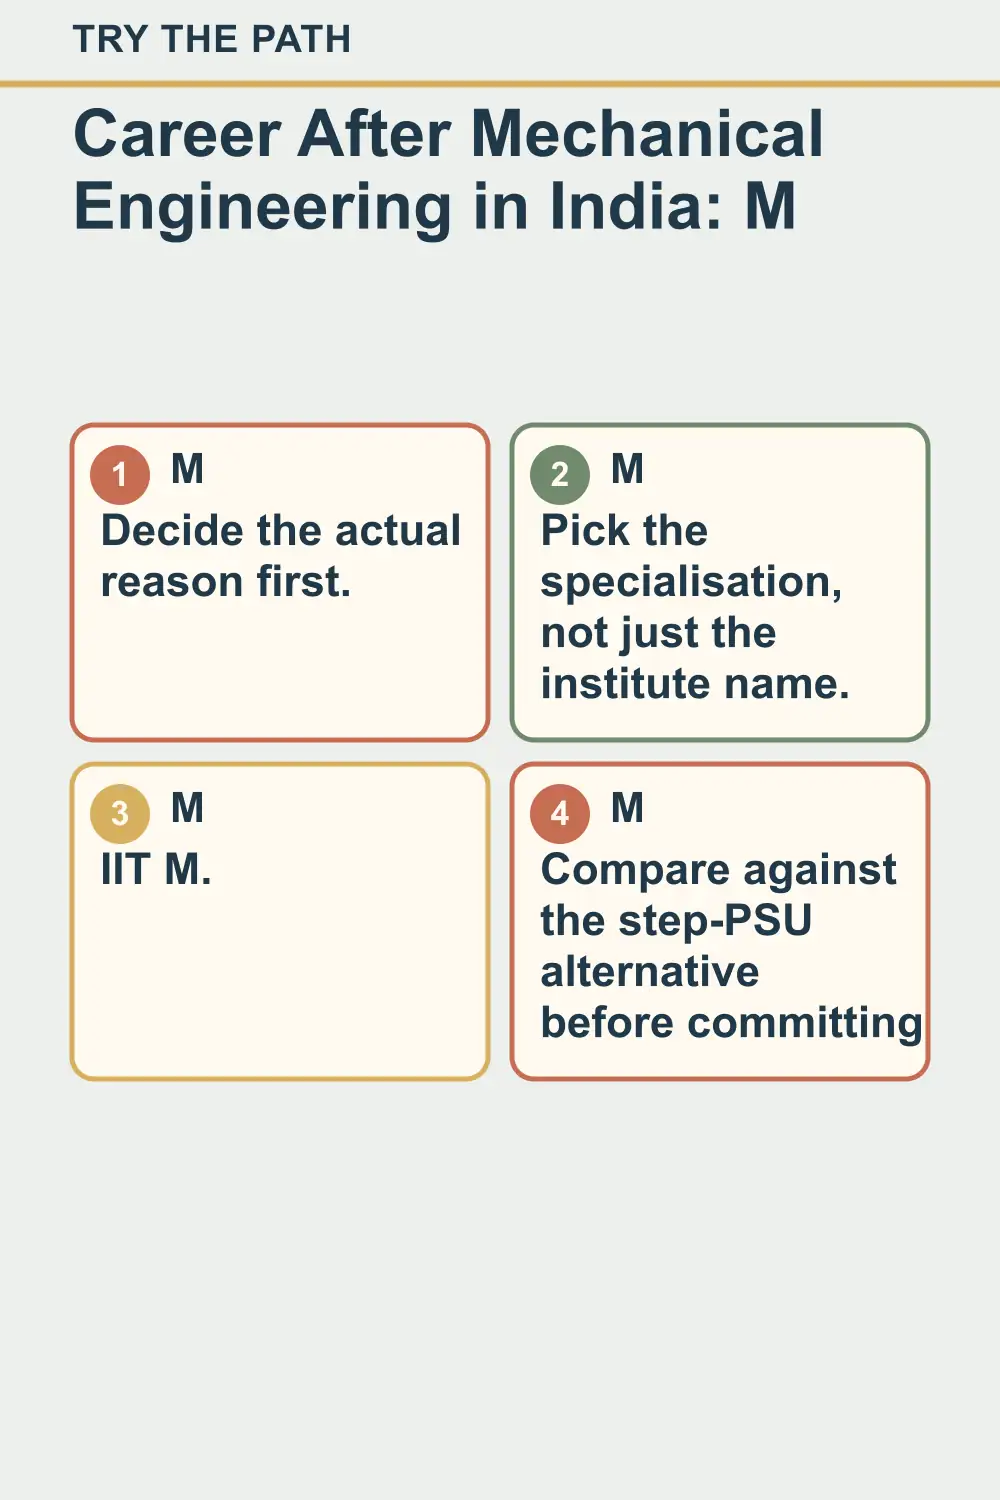 TRY THE PATH
Career After Mechanical
Engineering in India: M
1 M
Decide the actual
reason first.
2 M
Pick the
specialisation,
not just the
institute name.
3 M
IIT M.
4 M
Compare against
the step-PSU
alternative
before committing